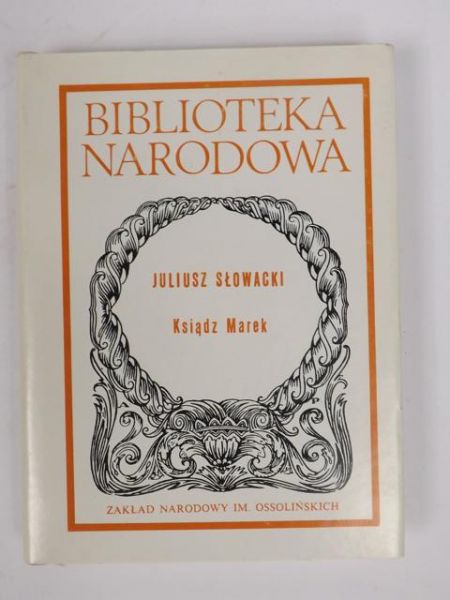 BIBLIOTEKA
NARODOWA
JULIUSZ SŁOWACKI
Ksiądz Marek
ZAKŁAD NARODOWY IM. OSSOLIŃSKICH